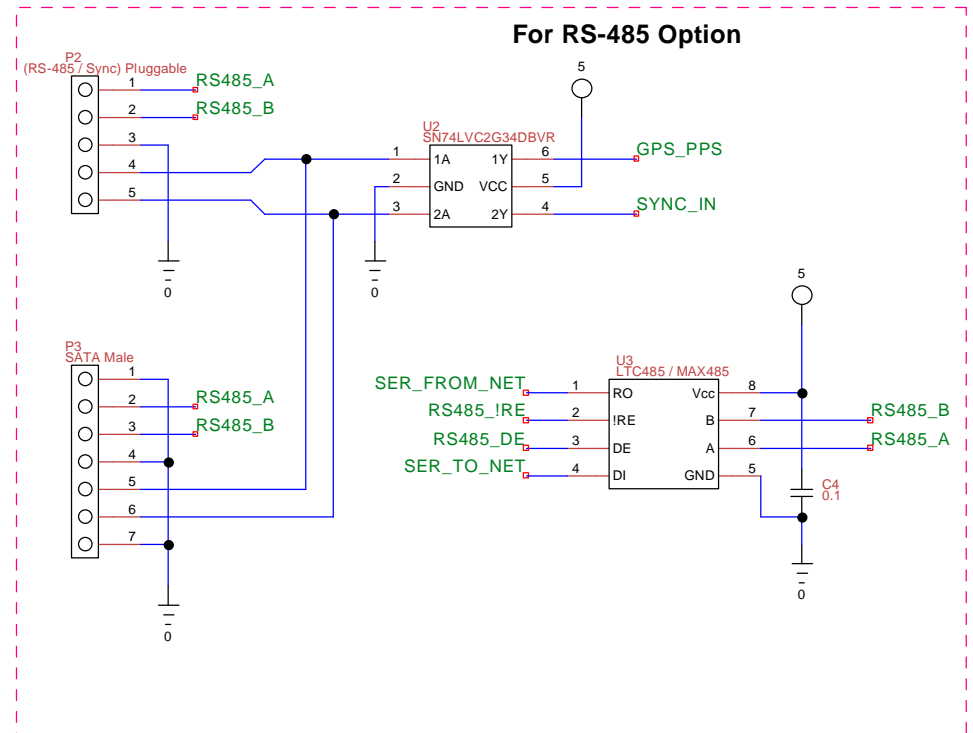 For RS-485 Option
P2
(RS-485 / Sync) Pluggable
1 RS485_A
2 RS485_B
3
4
5
0
U2
SN74LVC2G34DBVR
5
1 1A 1Y 6 GPS_PPS
2 GND VCC 5
3 2A 2Y 4 SYNC_IN
0
P3
SATA Male
1
2 RS485_A
3 RS485_B
4
5
6
7
0
5
U3
LTC485 / MAX485
SER_FROM_NET 1 RO Vcc 8
RS485_!RE 2 !RE B 7 RS485_B
RS485_DE 3 DE A 6 RS485_A
SER_TO_NET 4 DI GND 5
C4
0.1
0